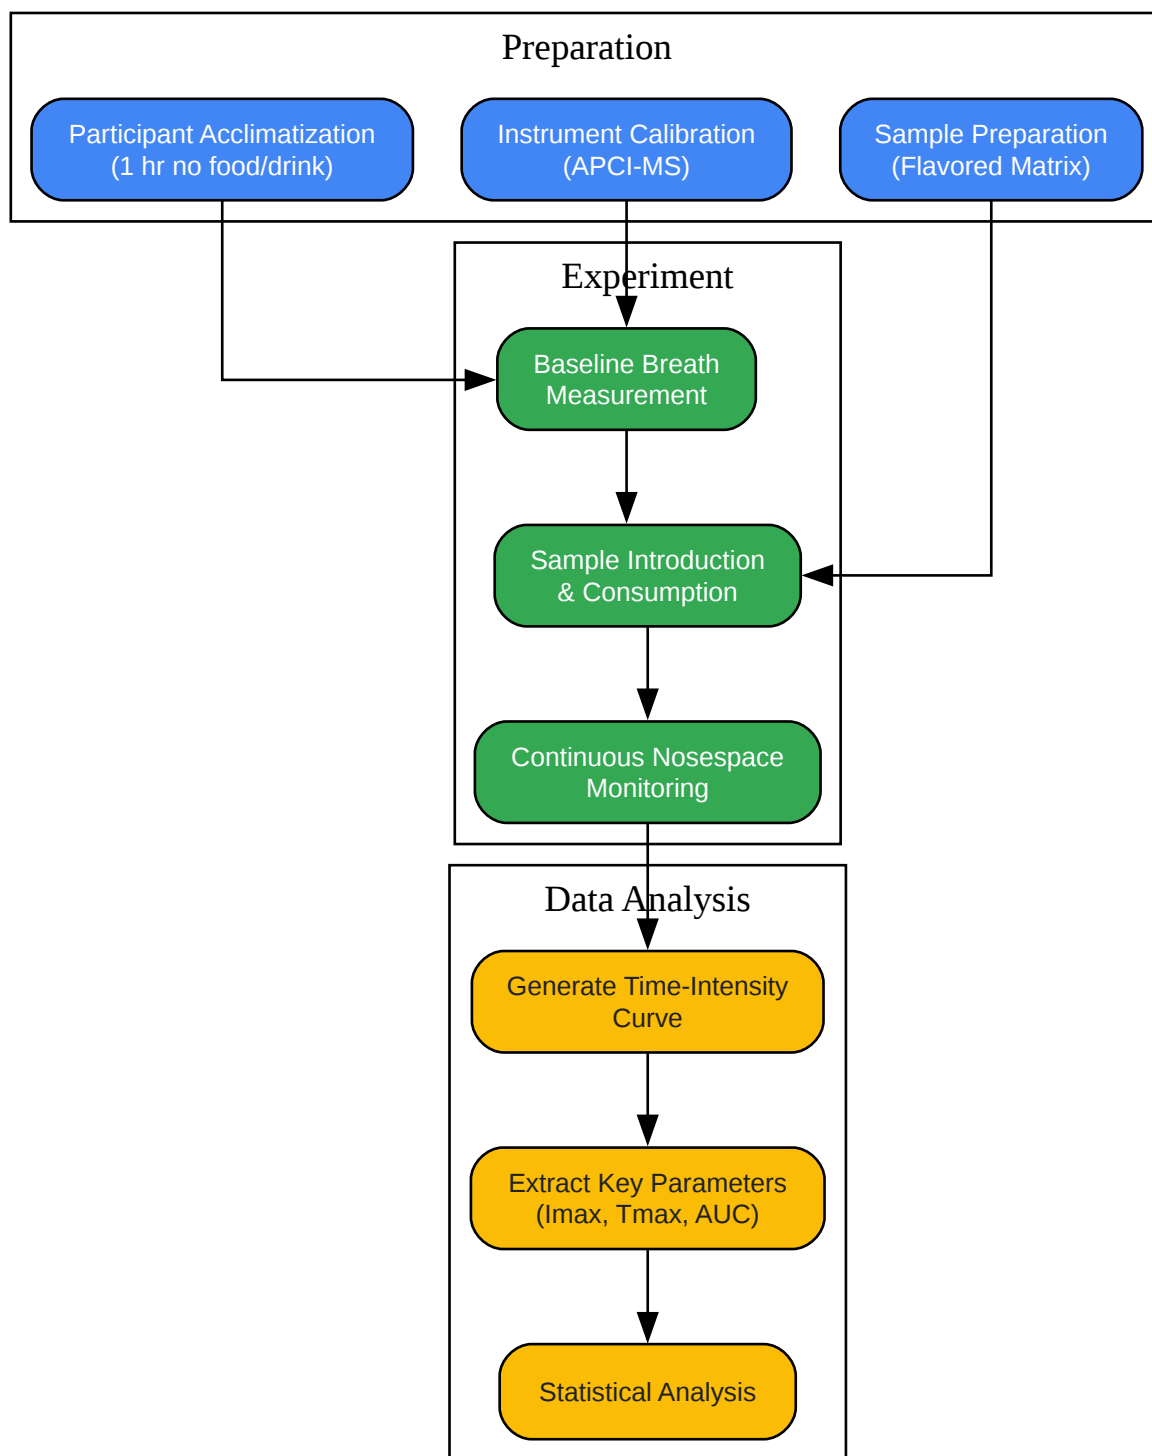 Preparation
Participant Acclimatization
(1 hr no food/drink)
Instrument Calibration
(APCI-MS)
Sample Preparation
(Flavored Matrix)
Experiment
Baseline Breath
Measurement
Sample Introduction
& Consumption
Continuous Nosespace
Monitoring
Data Analysis
Generate Time-Intensity
Curve
Extract Key Parameters
(Imax, Tmax, AUC)
Statistical Analysis